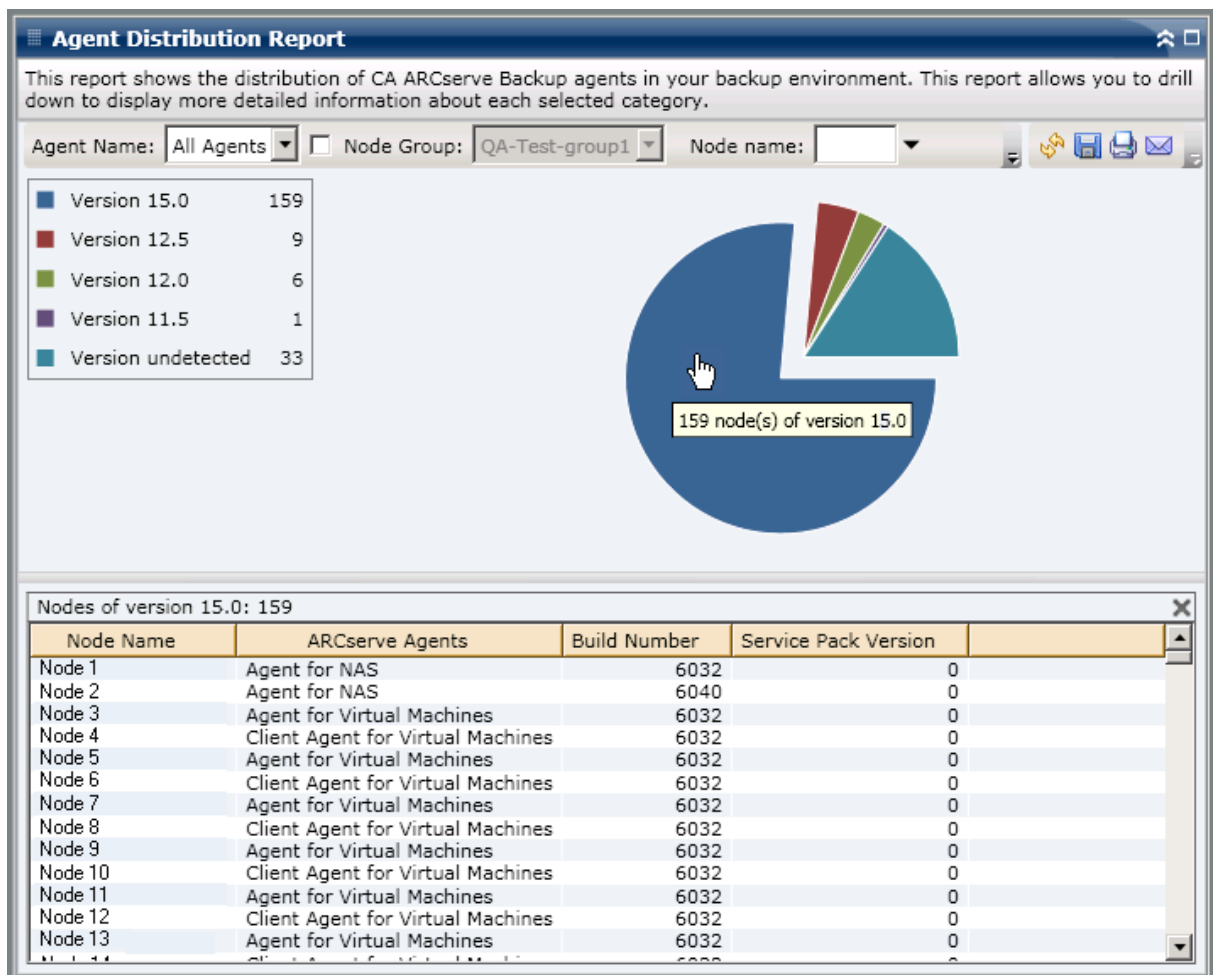 Agent Distribution Report
This report shows the distribution of CA ARCserve Backup agents in your backup environment. This report allows you to drill
down to display more detailed information about each selected category.
Agent Name: All Agents Node Group: QA-Test-group1 Node name:
Version 15.0 159
Version 12.5 9
Version 12.0 6
Version 11.5 1
Version undetected 33
159 node(s) of version 15.0
Nodes of version 15.0: 159
Node Name ARCserve Agents Build Number Service Pack Version
Node 1 Agent for NAS 6032 0
Node 2 Agent for NAS 6040 0
Node 3 Agent for Virtual Machines 6032 0
Node 4 Client Agent for Virtual Machines 6032 0
Node 5 Agent for Virtual Machines 6032 0
Node 6 Client Agent for Virtual Machines 6032 0
Node 7 Agent for Virtual Machines 6032 0
Node 8 Client Agent for Virtual Machines 6032 0
Node 9 Agent for Virtual Machines 6032 0
Node 10 Client Agent for Virtual Machines 6032 0
Node 11 Agent for Virtual Machines 6032 0
Node 12 Client Agent for Virtual Machines 6032 0
Node 13 Agent for Virtual Machines 6032 0